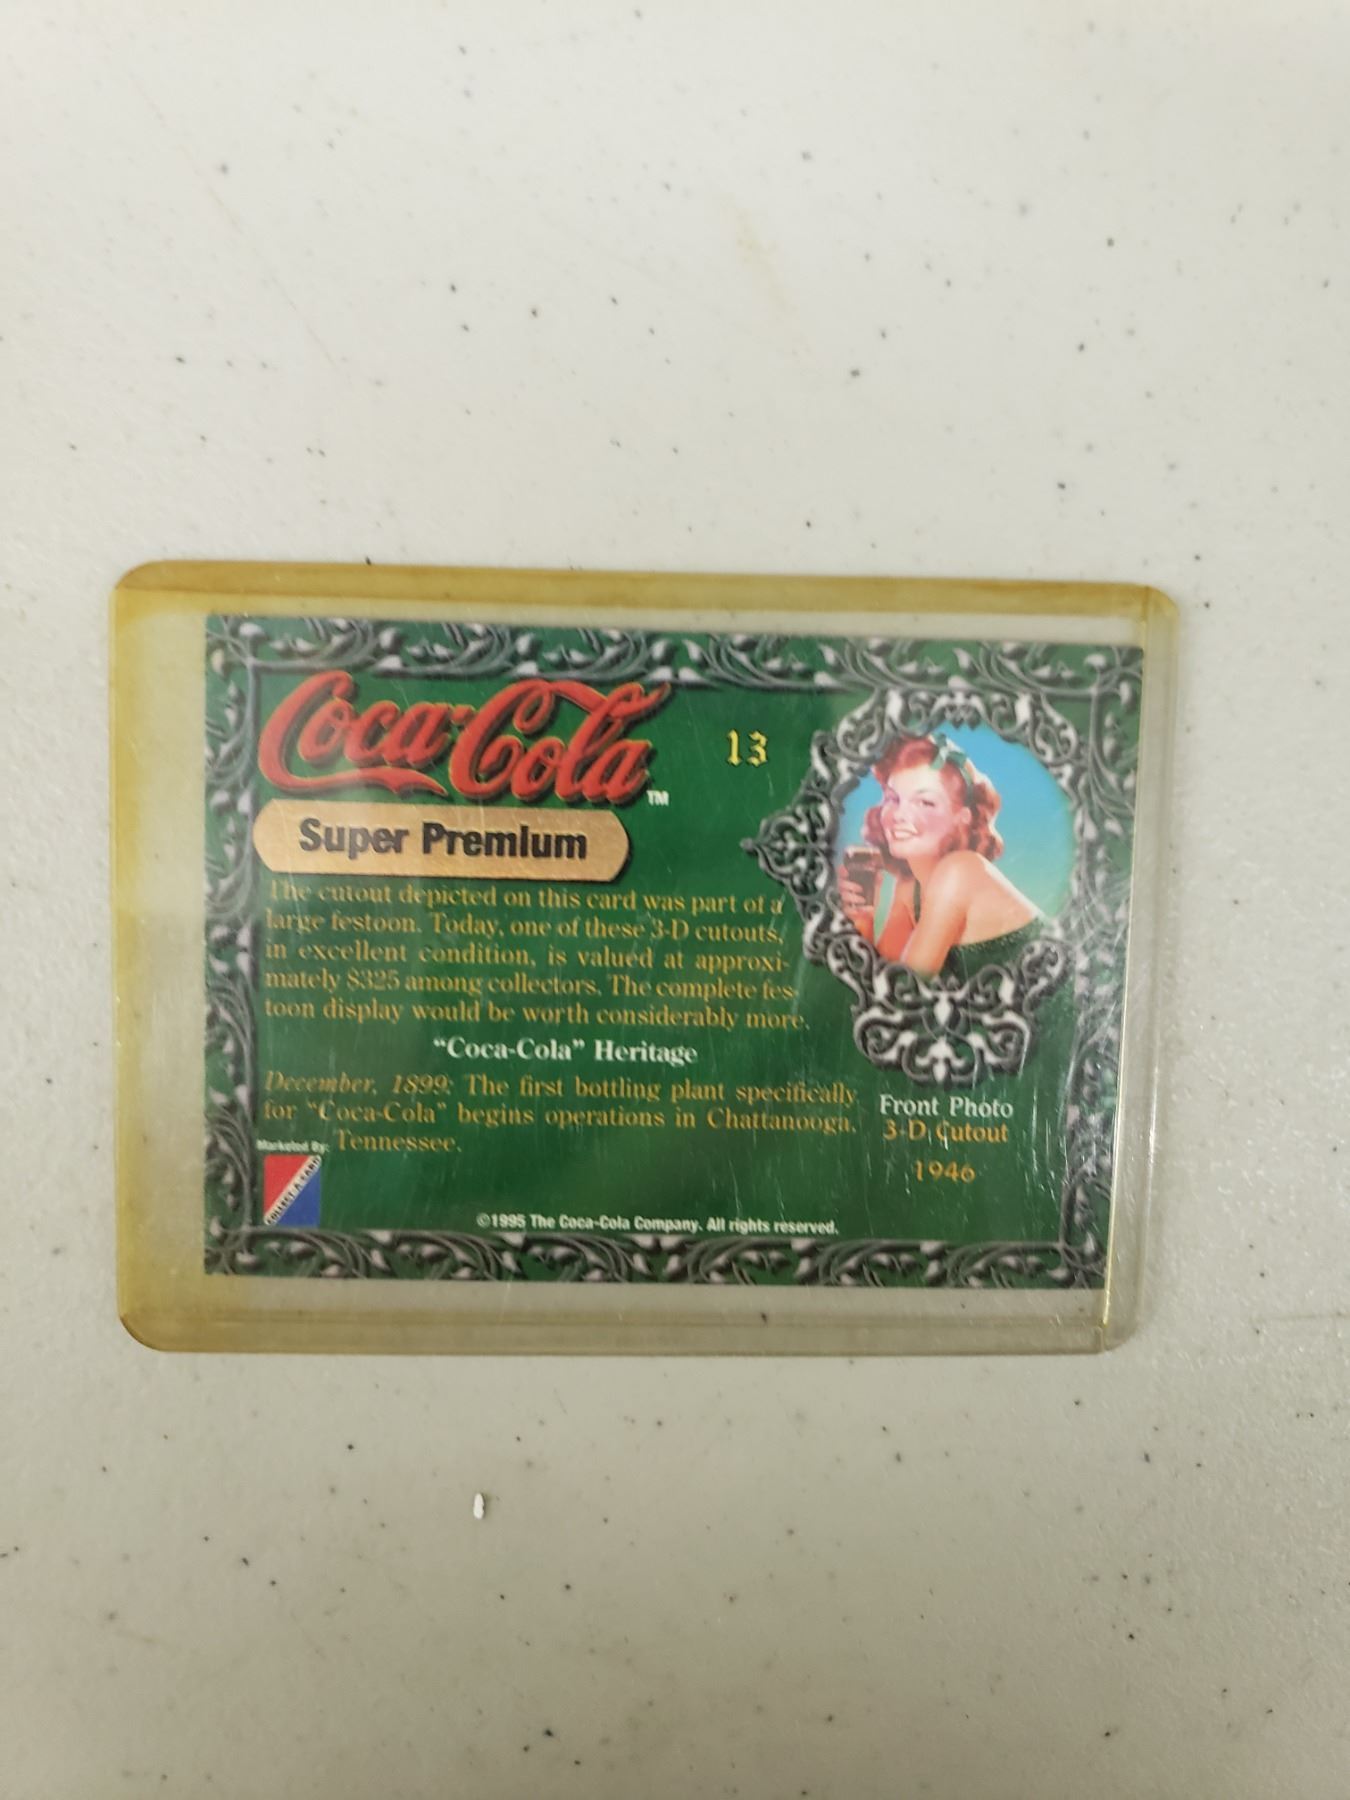 Coca-Cola
TM
13
Super Premium
The cutout depicted on this card was part of a
large festoon. Today, one of these 3-D cutouts,
in excellent condition, is valued at approxi-
mately $325 among collectors. The complete fes-
toon display would be worth considerably more.
"Coca-Cola" Heritage
December, 1899: The first bottling plant specifically
for "Coca-Cola" begins operations in Chattanooga,
Tennessee.
Marketed By:
COLLECT-A-CARD
Front Photo
3-D Cutout
1946
©1995 The Coca-Cola Company. All rights reserved.